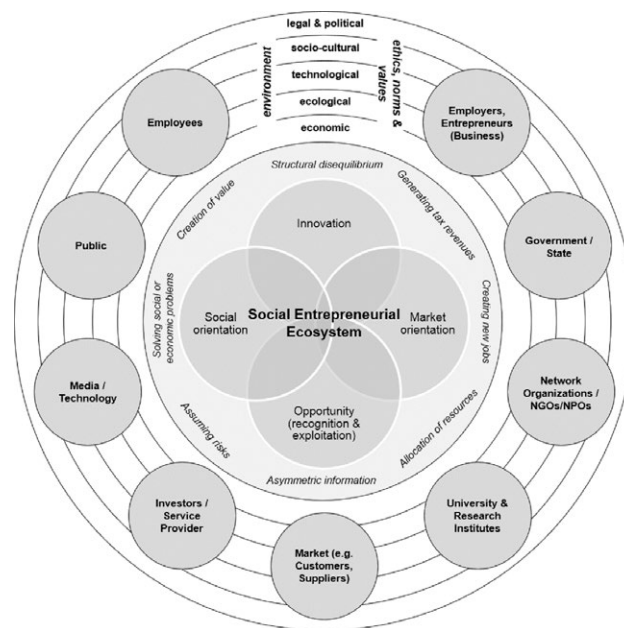 legal & political
socio-cultural
technological
ecological
economic
environment
ethics, norms &
values
Employees
Employers,
Entrepreneurs
(Business)
Public
Government /
State
Media /
Technology
Network
Organizations /
NGOs/NPOs
Investors /
Service
Provider
University &
Research
Institutes
Market (e.g.
Customers,
Suppliers)
Structural disequilibrium
Creation of value
Generating tax revenues
Solving social or
economic problems
Creating new jobs
Assuming risks
Allocation of resources
Asymmetric information
Innovation
Social
orientation
Social Entrepreneurial
Ecosystem
Market
orientation
Opportunity
(recognition &
exploitation)